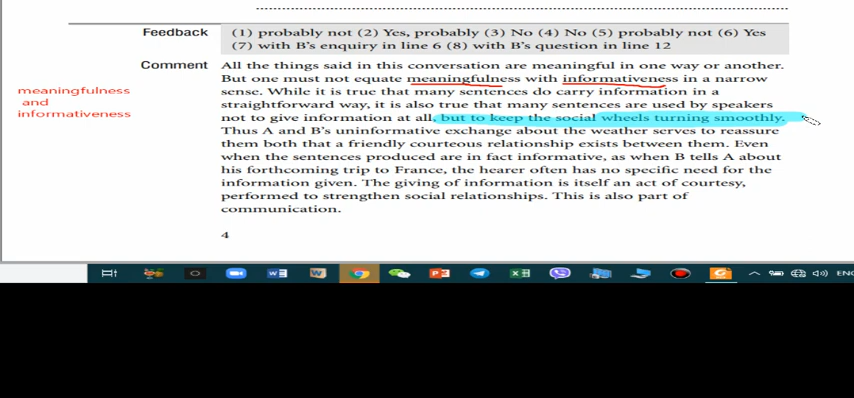 Feedback (1) probably not (2) Yes, probably (3) No (4) No (5) probably not (6) Yes
(7) with B's enquiry in line 6 (8) with B's question in line 12
Comment All the things said in this conversation are meaningful in one way or another.
But one must not equate meaningfulness with informativeness in a narrow
sense. While it is true that many sentences do carry information in a
straightforward way, it is also true that many sentences are used by speakers
not to give information at all, but to keep the social wheels turning smoothly.
Thus A and B's uninformative exchange about the weather serves to reassure
them both that a friendly courteous relationship exists between them. Even
when the sentences produced are in fact informative, as when B tells A about
his forthcoming trip to France, the hearer often has no specific need for the
information given. The giving of information is itself an act of courtesy,
performed to strengthen social relationships. This is also part of
communication.
meaningfulness
and
informativeness
4
ENG